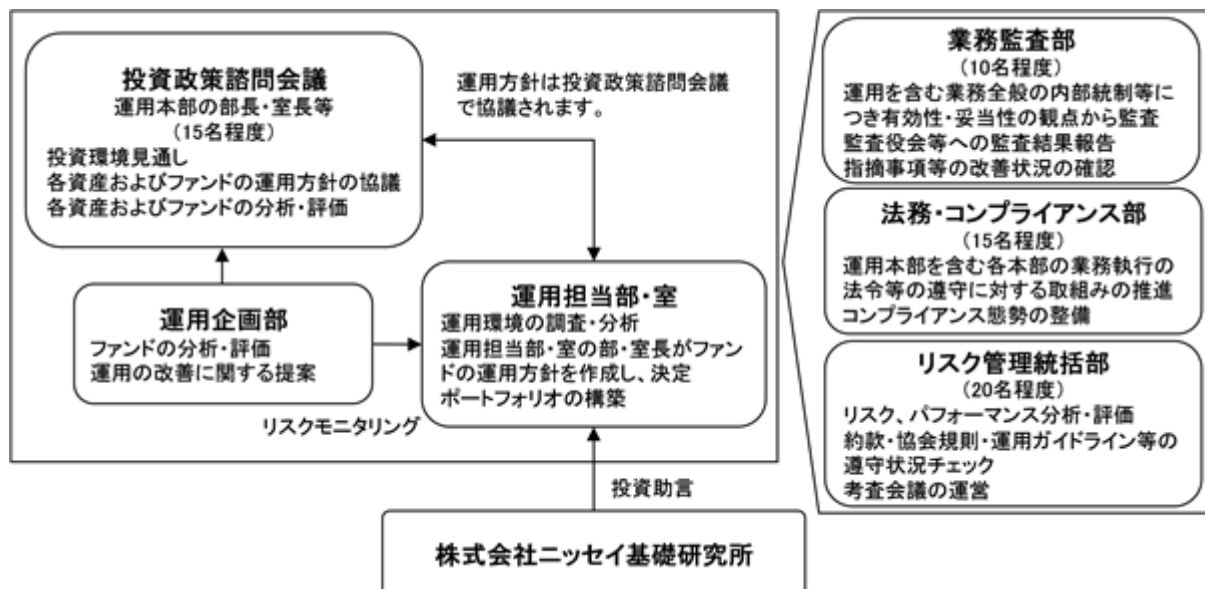 投資政策諮問会議
運用本部の部長・室長等
(15名程度)
投資環境見通し
各資産およびファンドの運用方針の協議
各資産およびファンドの分析・評価
運用方針は投資政策諮問会議
で協議されます。
運用企画部
ファンドの分析・評価
運用の改善に関する提案
リスクモニタリング
運用担当部・室
運用環境の調査・分析
運用担当部・室の部・室長がファン
ドの運用方針を作成し、決定
ポートフォリオの構築
投資助言
株式会社ニッセイ基礎研究所
業務監査部
(10名程度)
運用を含む業務全般の内部統制等に
つき有効性・妥当性の観点から監査
監査役会等への監査結果報告
指摘事項等の改善状況の確認
法務・コンプライアンス部
(15名程度)
運用本部を含む各本部の業務執行の
法令等の遵守に対する取組みの推進
コンプライアンス態勢の整備
リスク管理統括部
(20名程度)
リスク、パフォーマンス分析・評価
約款・協会規則・運用ガイドライン等の
遵守状況チェック
考査会議の運営